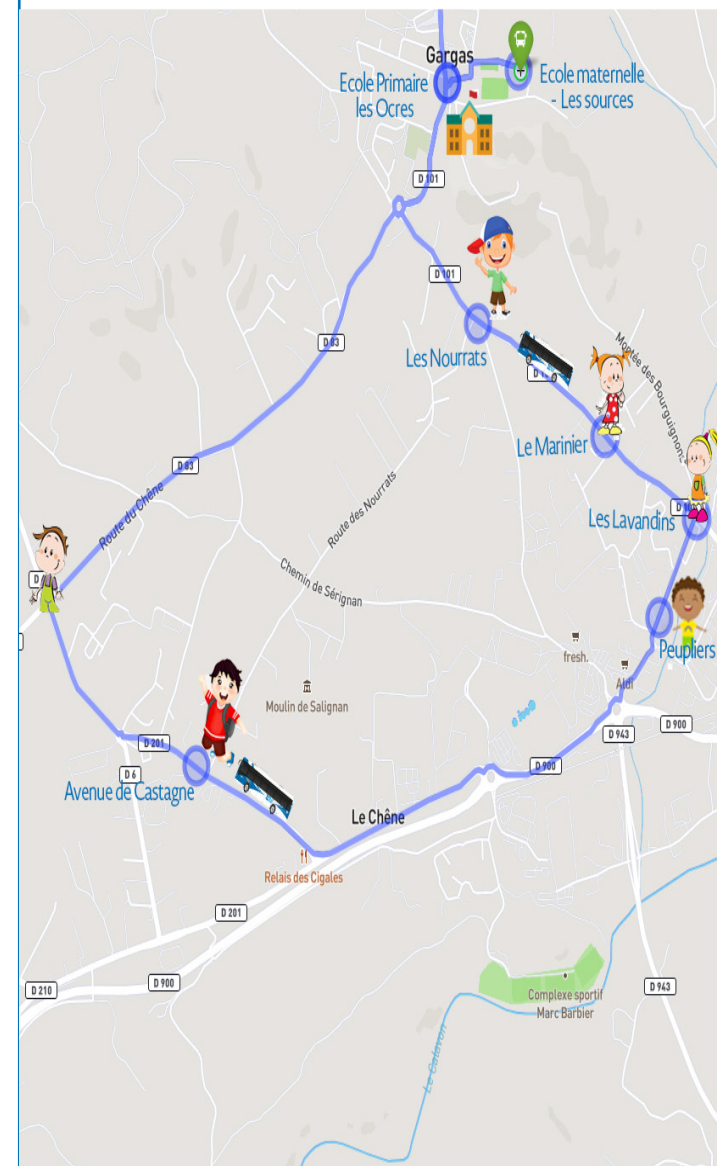 Gargas
Ecole Primaire
les Ocres
Ecole maternelle
- Les sources
D 101
D 101
Les Nourrats
D 83
Montée des Bourguignons
Le Marinier
D 83
Route du Chêne
Route des Nourrats
Les Lavandins
Chemin de Sérignan
fresh.
Peupliers
Aldi
Moulin de Salignan
D 900
D 943
D 201
D 6
D 900
Avenue de Castagne
Le Chêne
Relais des Cigales
D 201
D 210
D 900
Complexe sportif
Marc Barbier
D 943
Le Calavon